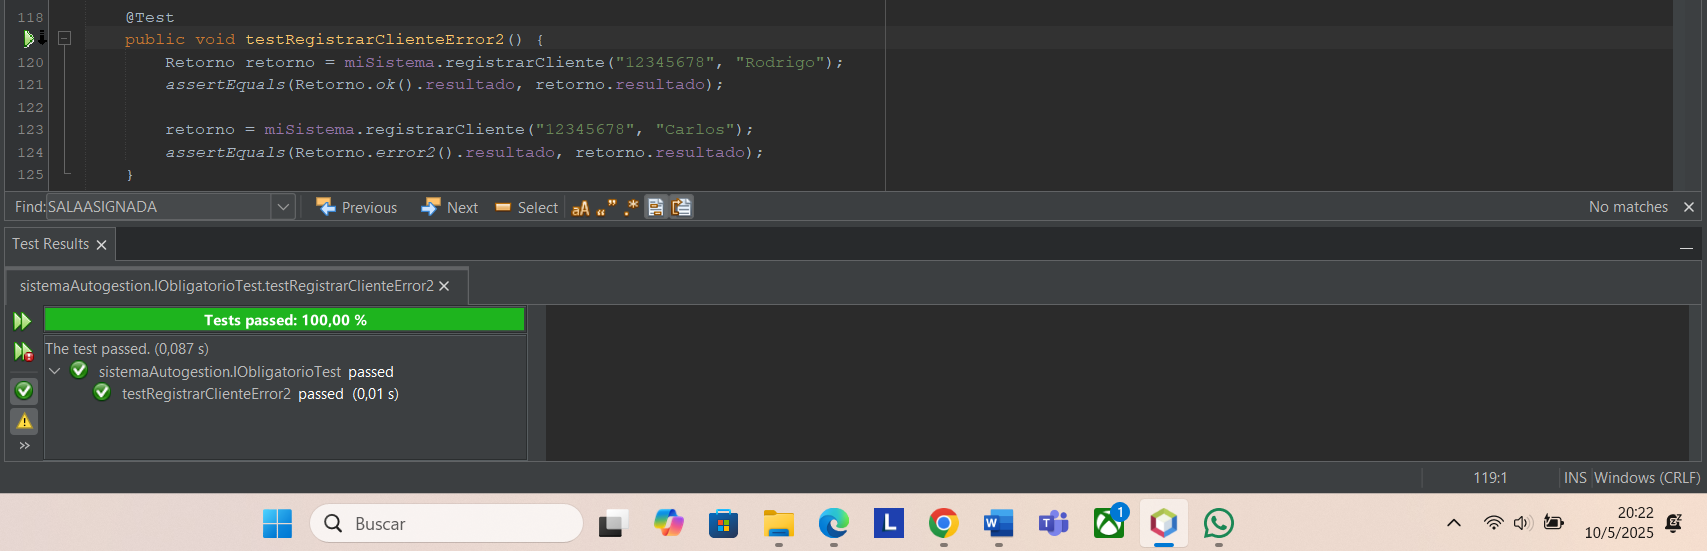 118 @Test
public void testRegistrarClienteError2() {
120 Retorno retorno = miSistema.registrarCliente("12345678", "Rodrigo");
121 assertEquals(Retorno.ok().resultado, retorno.resultado);
122
123 retorno = miSistema.registrarCliente("12345678", "Carlos");
124 assertEquals(Retorno.error2().resultado, retorno.resultado);
125 }
Find: SALAASIGNADA Previous Next Select aA “” .* No matches
Test Results
sistemaAutogestion.IObligatorioTest.testRegistrarClienteError2
Tests passed: 100,00 %
The test passed. (0,087 s)
sistemaAutogestion.IObligatorioTest passed
testRegistrarClienteError2 passed (0,01 s)
119:1 INS Windows (CRLF)
Buscar L W T X 1 20:22
10/5/2025